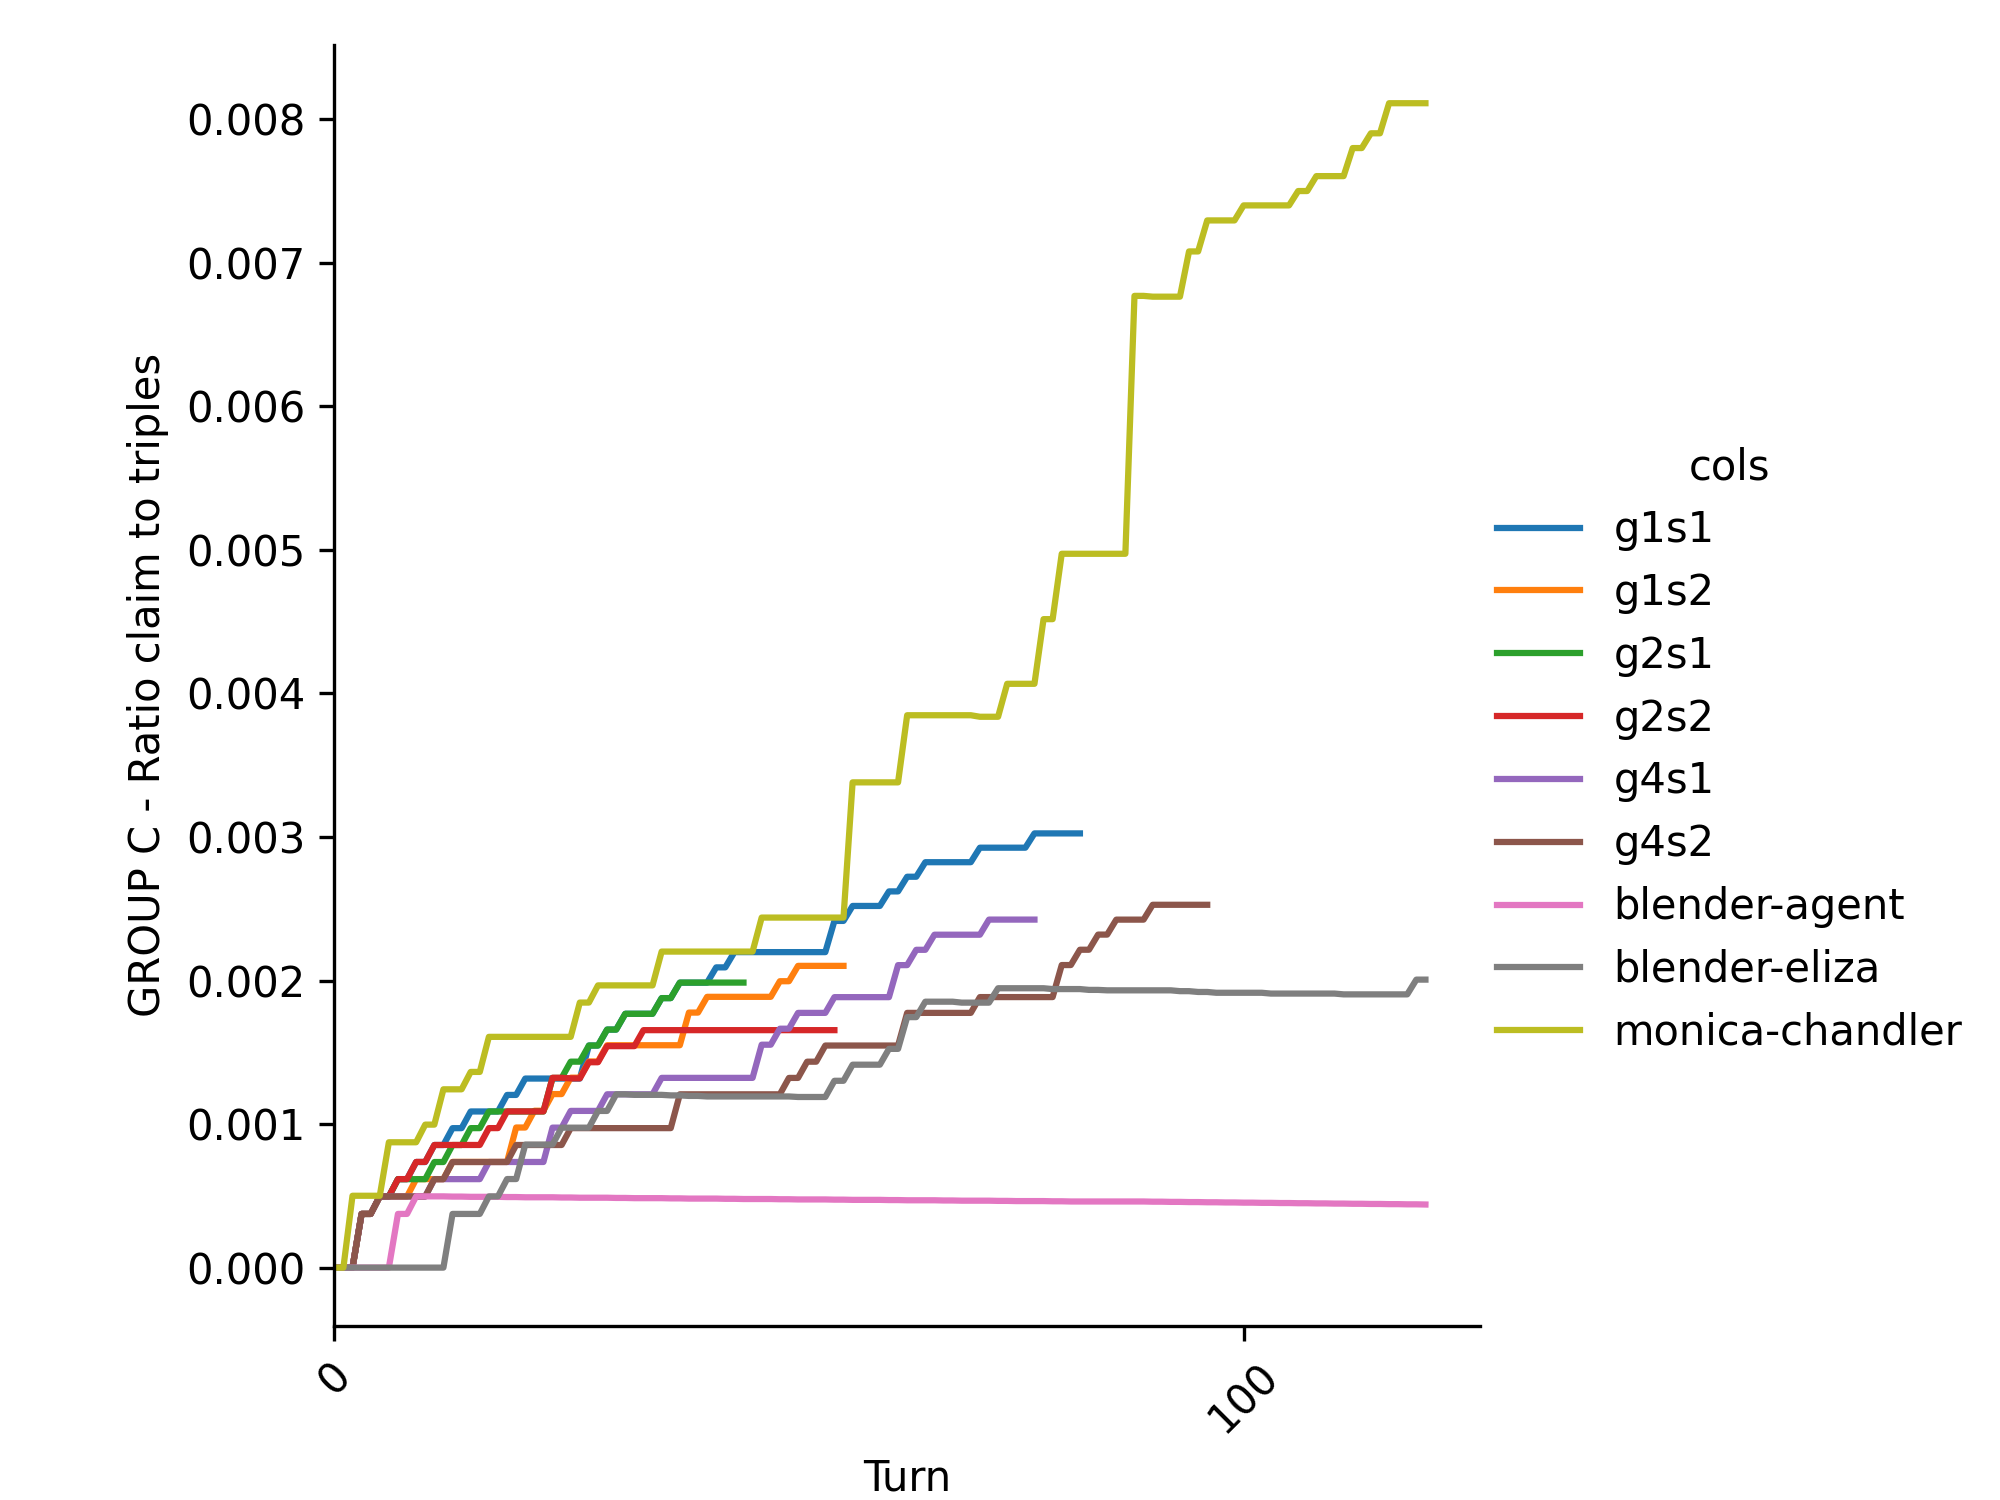 GROUP C - Ratio claim to triples
0.008
0.007
0.006
0.005
0.004
0.003
0.002
0.001
0.000
0
100
Turn
cols
g1s1
g1s2
g2s1
g2s2
g4s1
g4s2
blender-agent
blender-eliza
monica-chandler